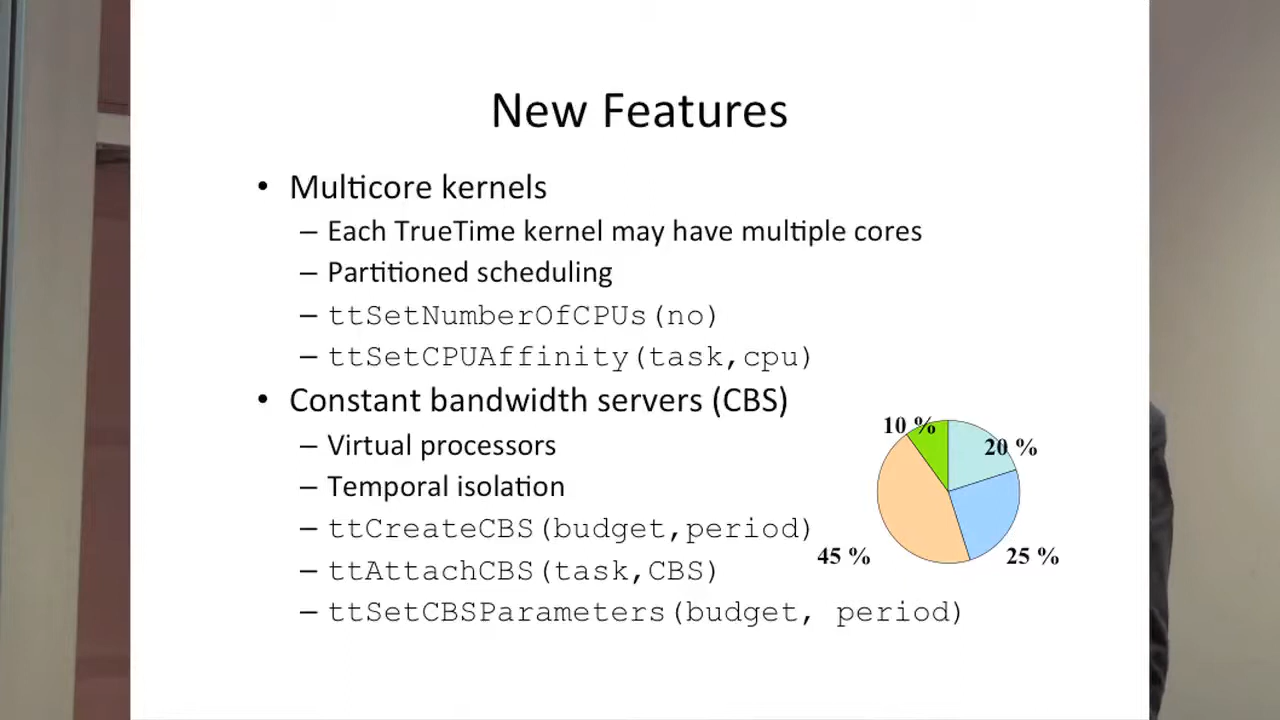 New Features
• Multicore kernels
– Each TrueTime kernel may have multiple cores
– Partitioned scheduling
– ttSetNumberOfCPUs(no)
– ttSetCPUAffinity(task,cpu)
• Constant bandwidth servers (CBS)
– Virtual processors
– Temporal isolation
– ttCreateCBS(budget,period)
– ttAttachCBS(task,CBS)
– ttSetCBSParameters(budget, period)
10 %
20 %
45 %
25 %